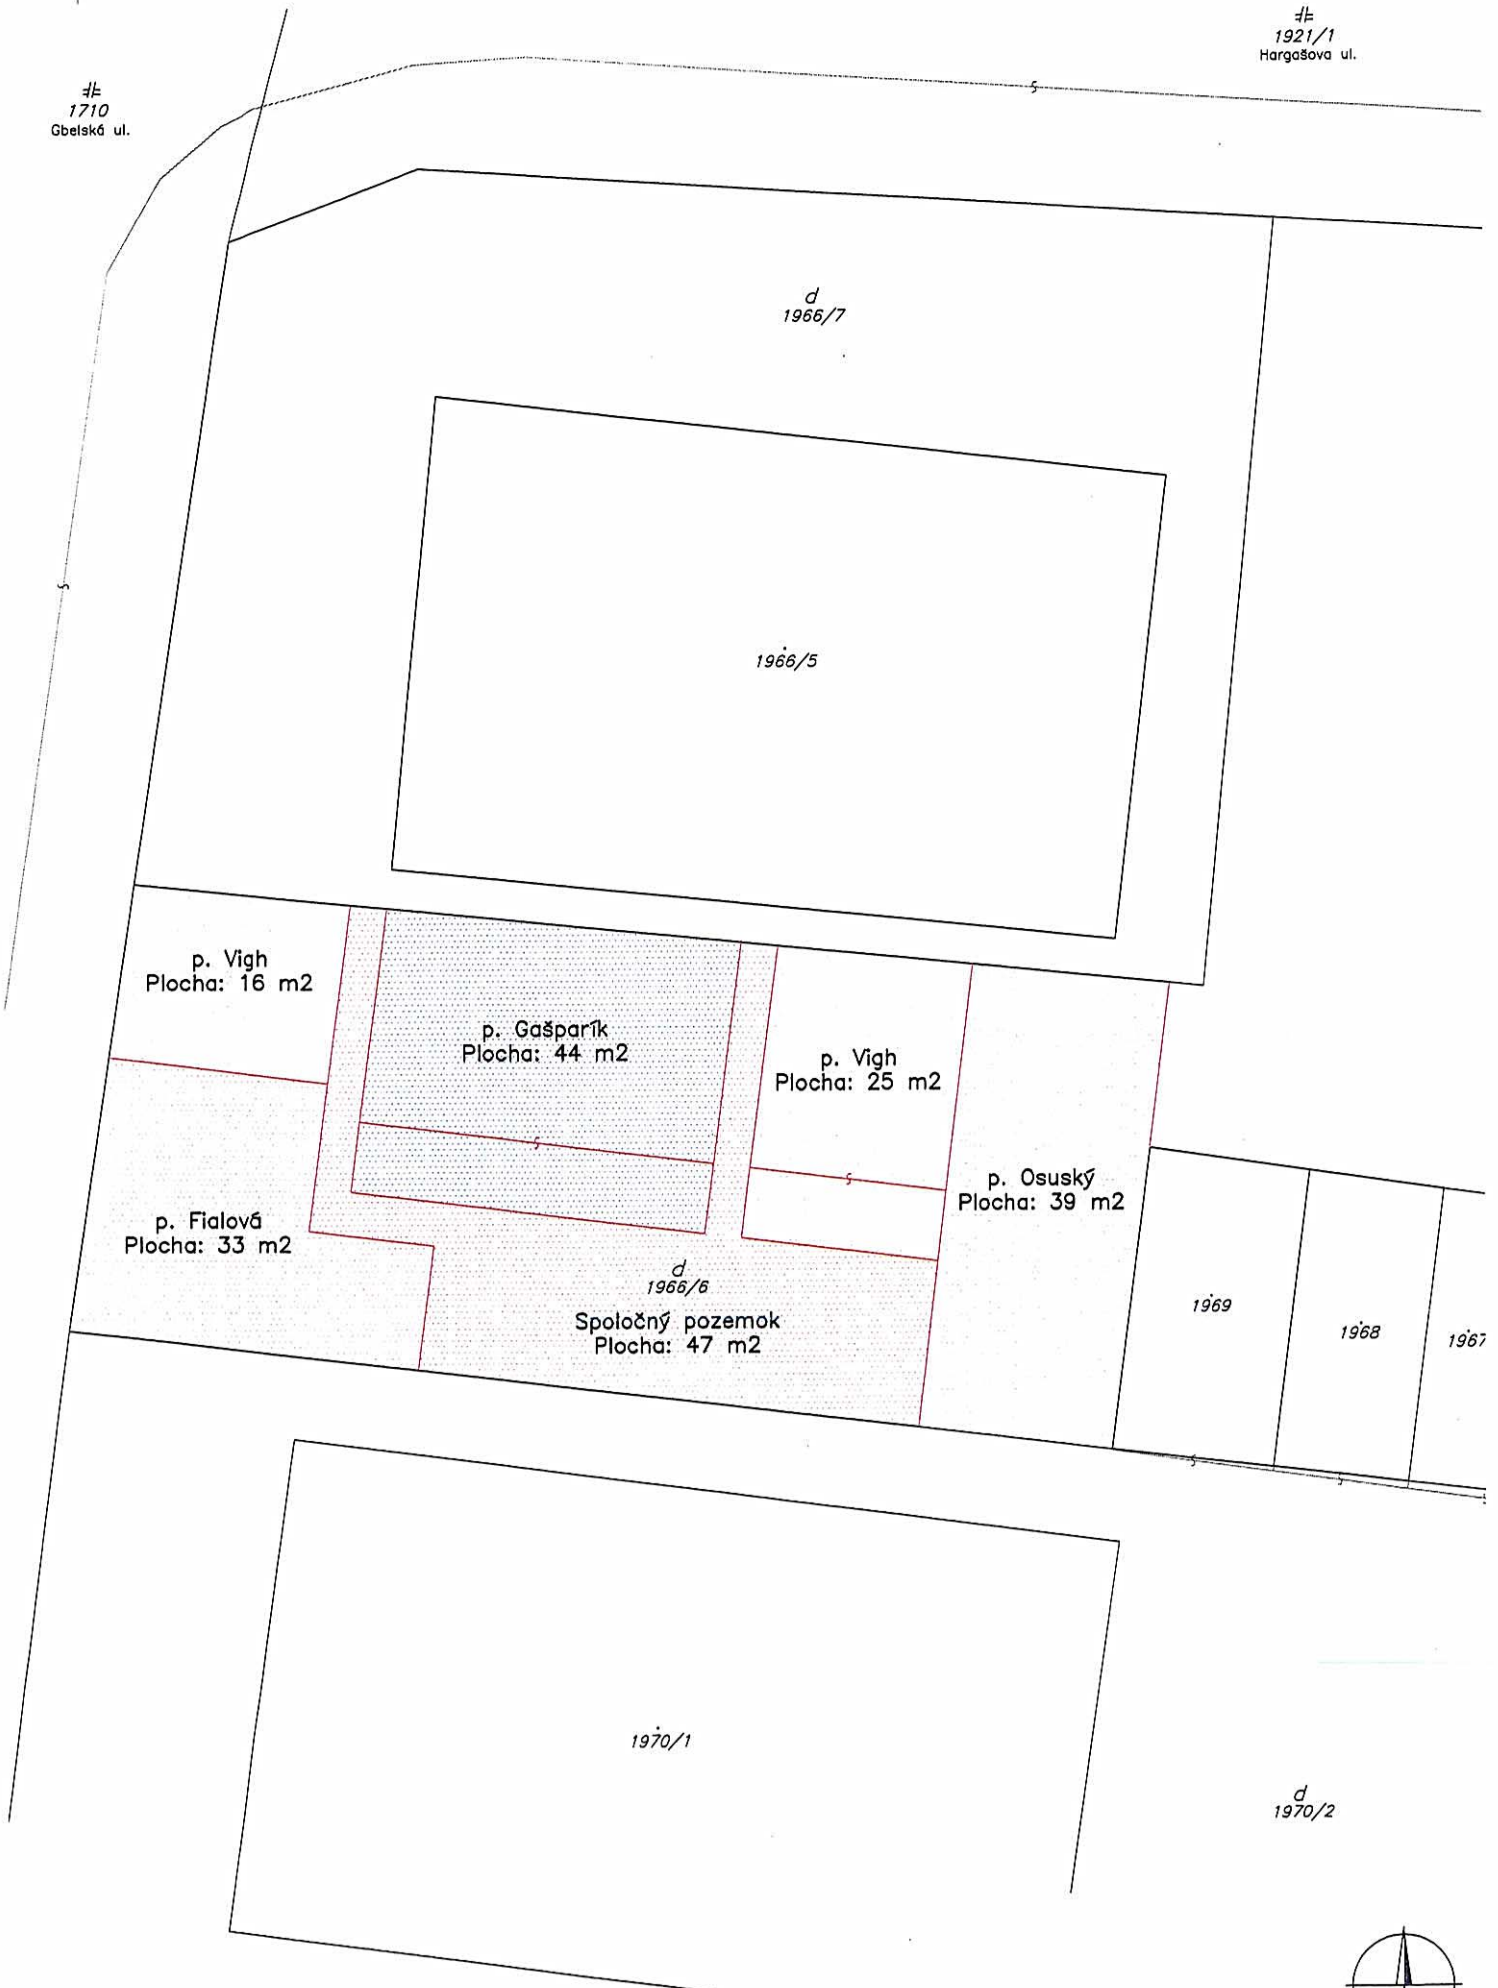 1921/1
Hargašova ul.
1710
Gbelská ul.
d
1966/7
1966/5
p. Vigh
Plocha: 16 m2
p. Gašparík
Plocha: 44 m2
p. Vigh
Plocha: 25 m2
p. Osuský
Plocha: 39 m2
p. Fialová
Plocha: 33 m2
d
1966/6
Spoločný pozemok
Plocha: 47 m2
1969
1968
1967
1970/1
d
1970/2